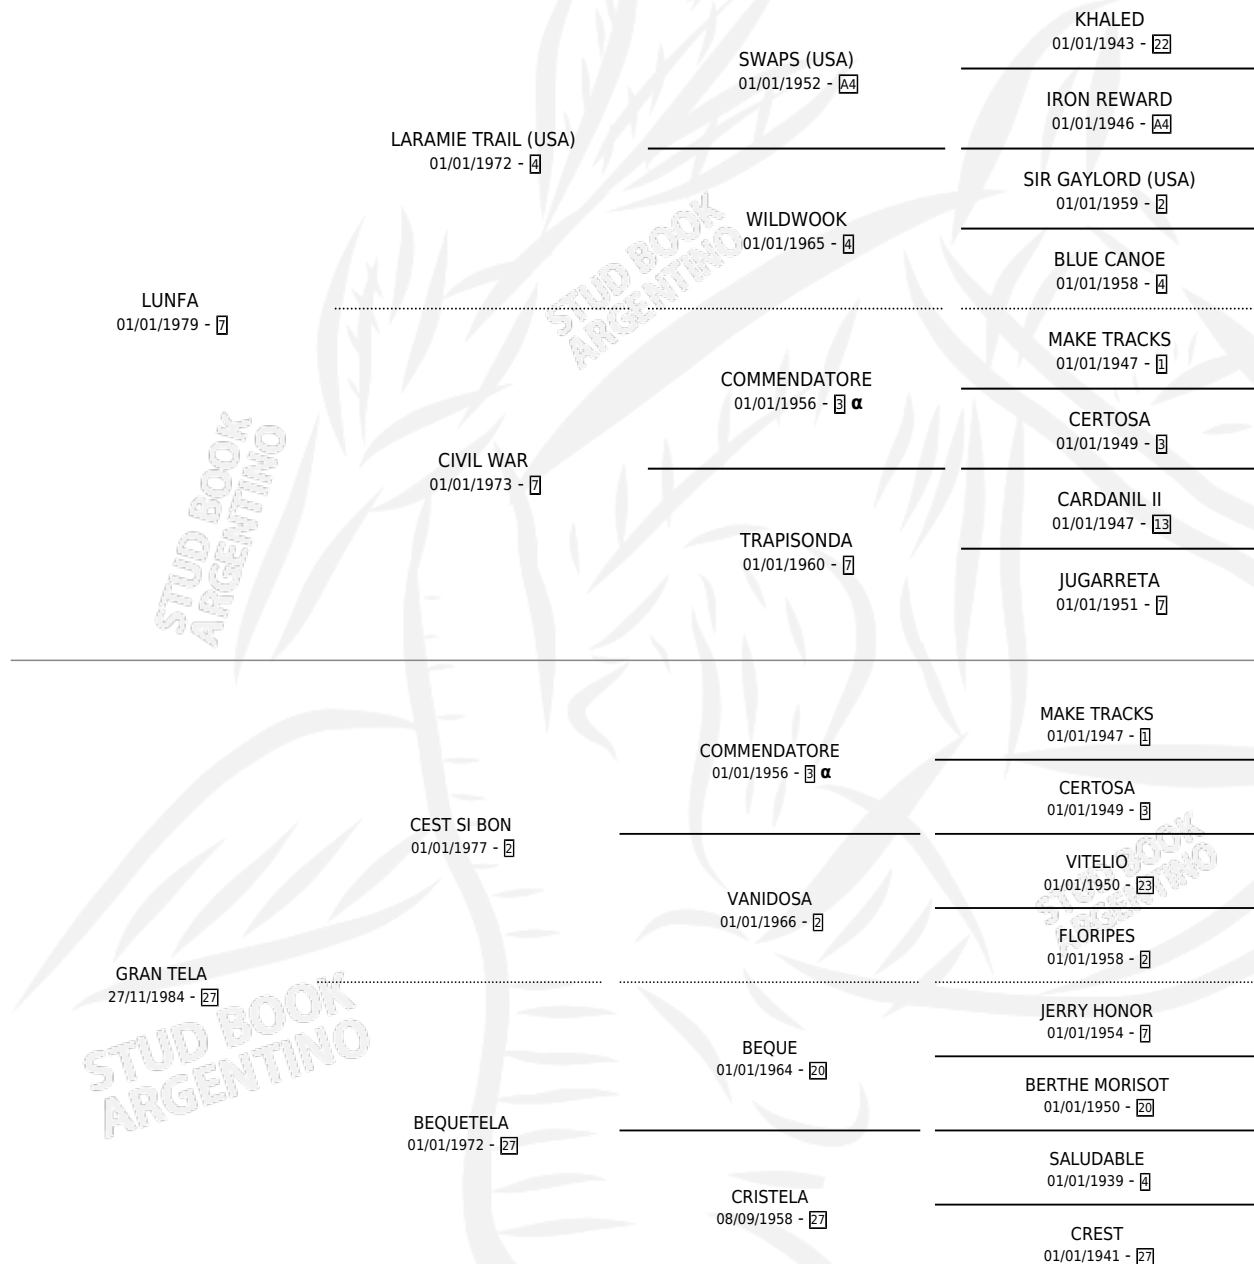 KHALED
01/01/1943 - 22
SWAPS (USA)
01/01/1952 - A4
IRON REWARD
01/01/1946 - A4
LARAMIE TRAIL (USA)
01/01/1972 - 4
SIR GAYLORD (USA)
01/01/1959 - 2
WILDWOOK
01/01/1965 - 4
BLUE CANOE
01/01/1958 - 4
LUNFA
01/01/1979 - 7
STUD BOOK
ARGENTINO
MAKE TRACKS
01/01/1947 - 1
COMMENDATORE
01/01/1956 - 3 α
CERTOSA
01/01/1949 - 3
CIVIL WAR
01/01/1973 - 7
CARDANIL II
01/01/1947 - 13
TRAPISONDA
01/01/1960 - 7
JUGARRETA
01/01/1951 - 7
STUD BOOK
ARGENTINO
MAKE TRACKS
01/01/1947 - 1
COMMENDATORE
01/01/1956 - 3 α
CERTOSA
01/01/1949 - 3
CEST SI BON
01/01/1977 - 2
VITELIO
01/01/1950 - 23
VANIDOSA
01/01/1966 - 2
FLORIPES
01/01/1958 - 2
STUD BOOK
ARGENTINO
GRAN TELA
27/11/1984 - 27
STUD BOOK
ARGENTINO
JERRY HONOR
01/01/1954 - 7
BEQUE
01/01/1964 - 20
BERTHE MORISOT
01/01/1950 - 20
BEQUETELA
01/01/1972 - 27
SALUDABLE
01/01/1939 - 4
CRISTELA
08/09/1958 - 27
CREST
01/01/1941 - 27